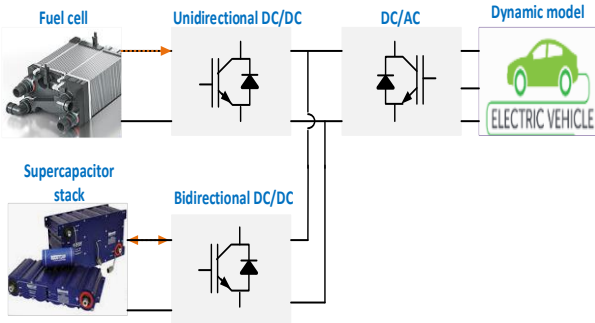 Fuel cell
Unidirectional DC/DC
DC/AC
Dynamic model
ELECTRIC VEHICLE
Supercapacitor
stack
Bidirectional DC/DC